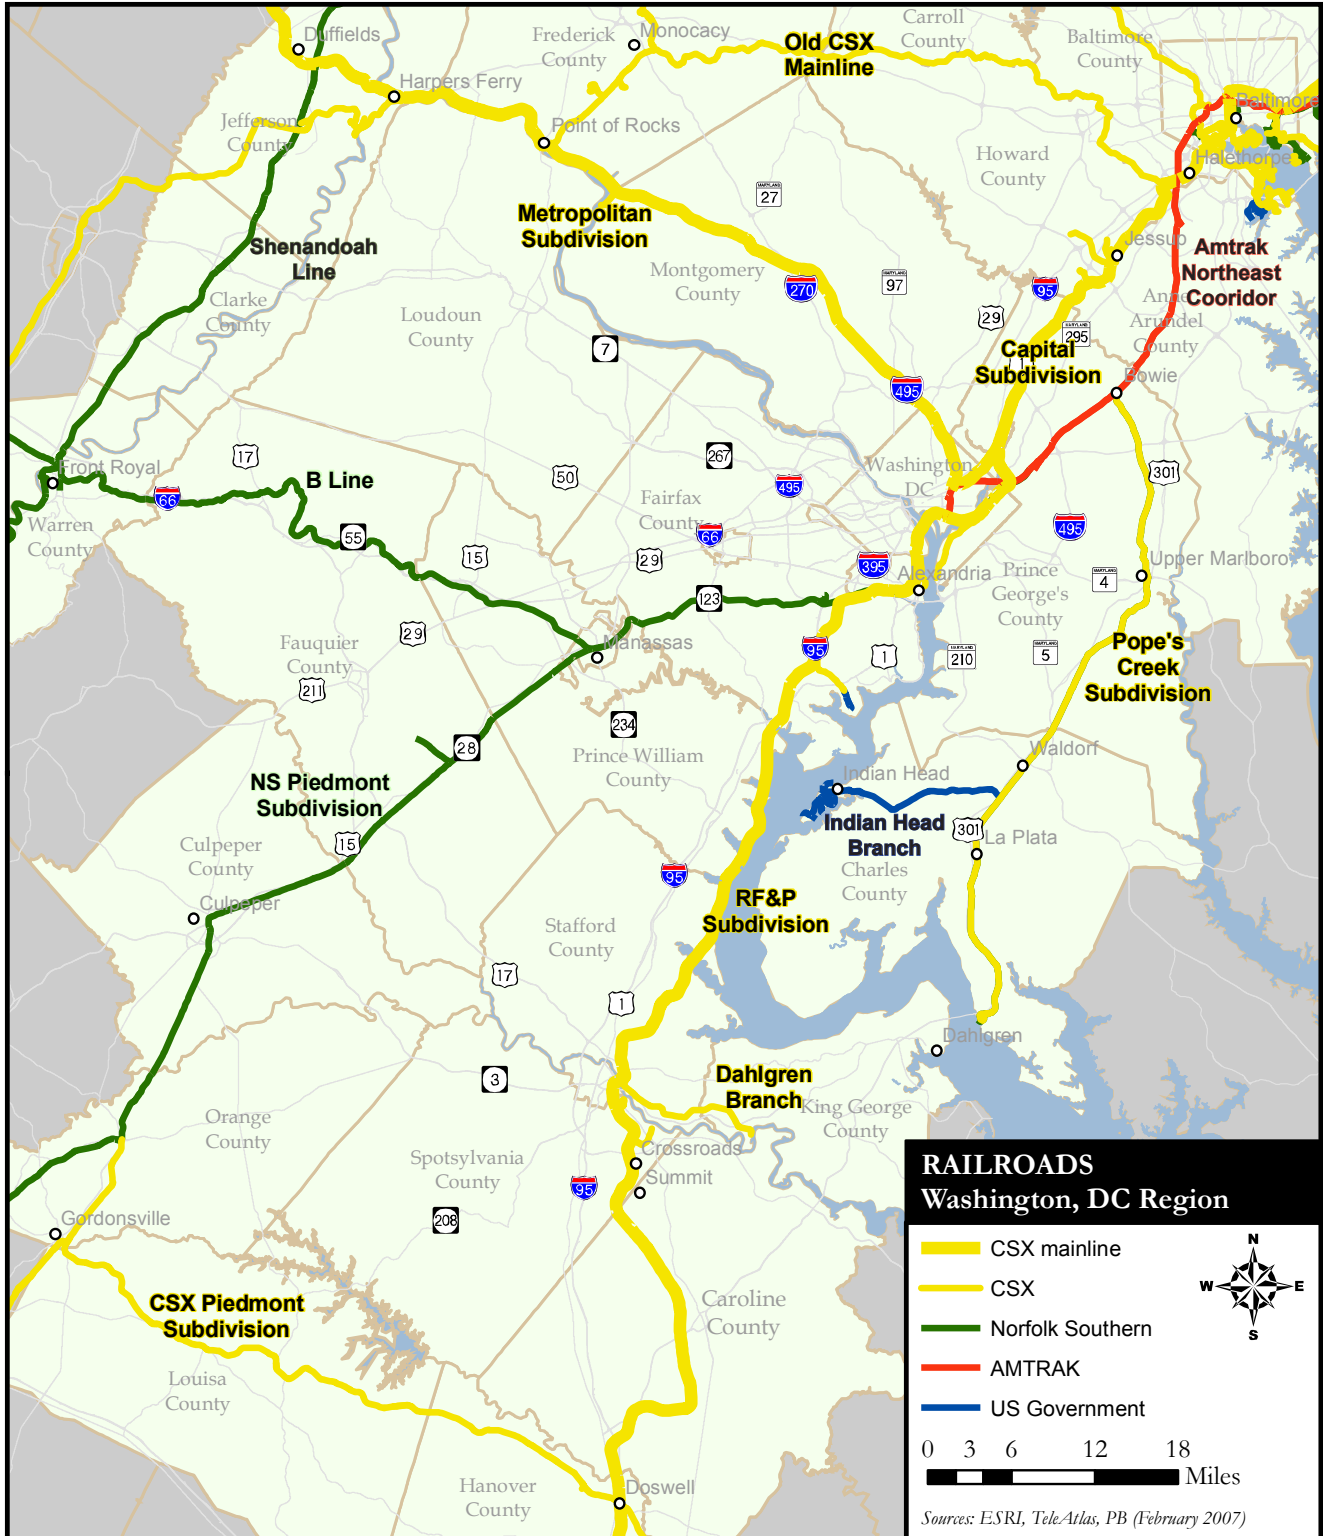 Duffields
Frederick
County
Monocacy
Old CSX
Mainline
Carroll
County
Baltimore
County
Harpers Ferry
Baltimore
Jefferson
County
Point of Rocks
Howard
County
Halethorpe
MARYLAND
27
Metropolitan
Subdivision
Shenandoah
Line
Jessup
Amtrak
Northeast
Cooridor
Montgomery
County
270
MARYLAND
97
95
Clarke
County
Loudoun
County
29
MARYLAND
295
Anne
Arundel
County
7
Capital
Subdivision
1
Bowie
495
17
267
Front Royal
B Line
50
495
Washington
DC
301
66
Fairfax
County
Warren
County
55
15
66
29
495
395
Alexandria
Prince
George's
County
MARYLAND
4
Upper Marlboro
123
Fauquier
County
29
Manassas
95
1
MARYLAND
210
MARYLAND
5
Pope's
Creek
Subdivision
211
234
28
Prince William
County
Waldorf
NS Piedmont
Subdivision
Indian Head
Indian Head
Branch
301
La Plata
15
Culpeper
County
95
Charles
County
Culpeper
RF&P
Subdivision
Stafford
County
17
1
Dahlgren
3
Dahlgren
Branch
King George
County
Orange
County
Crossroads
Spotsylvania
County
Summit
95
208
Gordonsville
CSX Piedmont
Subdivision
Caroline
County
Louisa
County
Hanover
County
Doswell
RAILROADS
Washington, DC Region
CSX mainline
CSX
Norfolk Southern
AMTRAK
US Government
N
W E
S
0 3 6 12 18
Miles
Sources: ESRI, TeleAtlas, PB (February 2007)